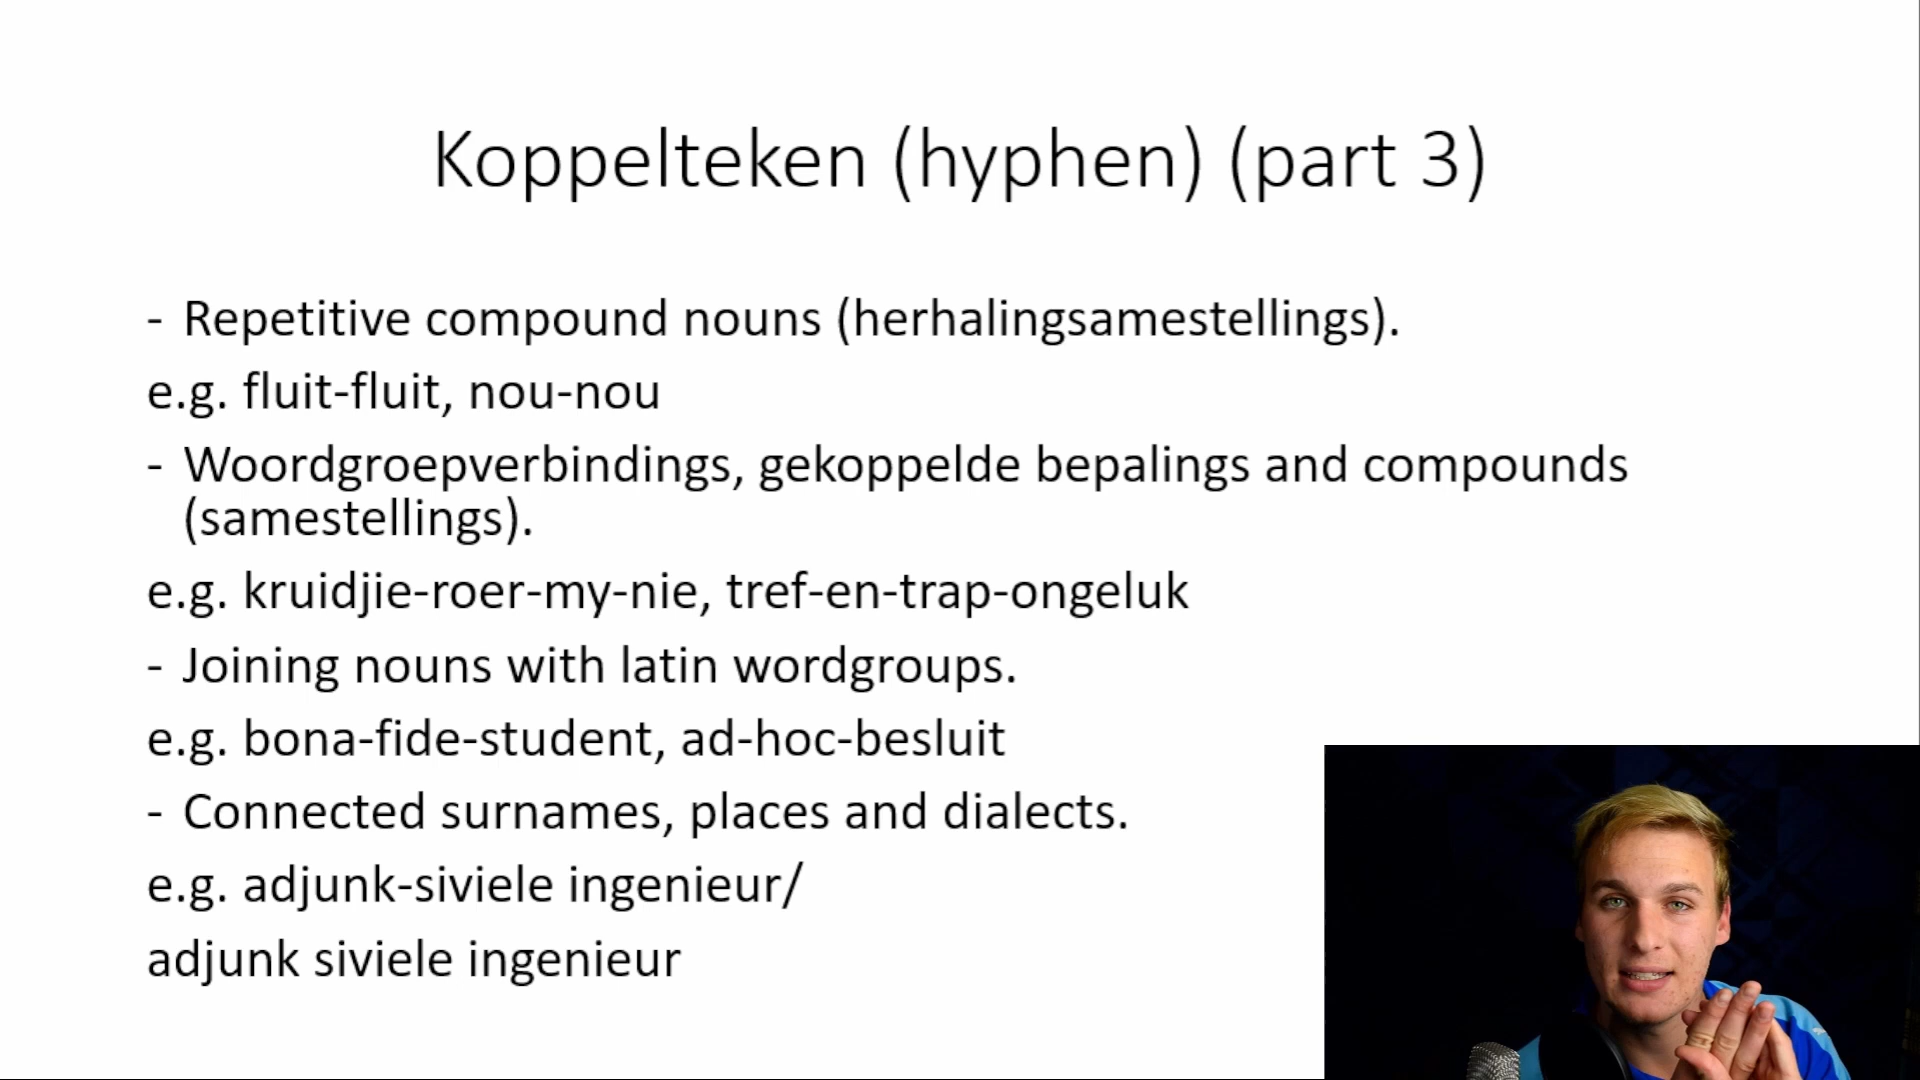 Koppelteken (hyphen) (part 3)
- Repetitive compound nouns (herhalingsamestellings).
e.g. fluit-fluit, nou-nou
- Woordgroepverbindings, gekoppelde bepalings and compounds
(samestellings).
e.g. kruidjie-roer-my-nie, tref-en-trap-ongeluk
- Joining nouns with latin wordgroups.
e.g. bona-fide-student, ad-hoc-besluit
- Connected surnames, places and dialects.
e.g. adjunk-siviele ingenieur/
adjunk siviele ingenieur